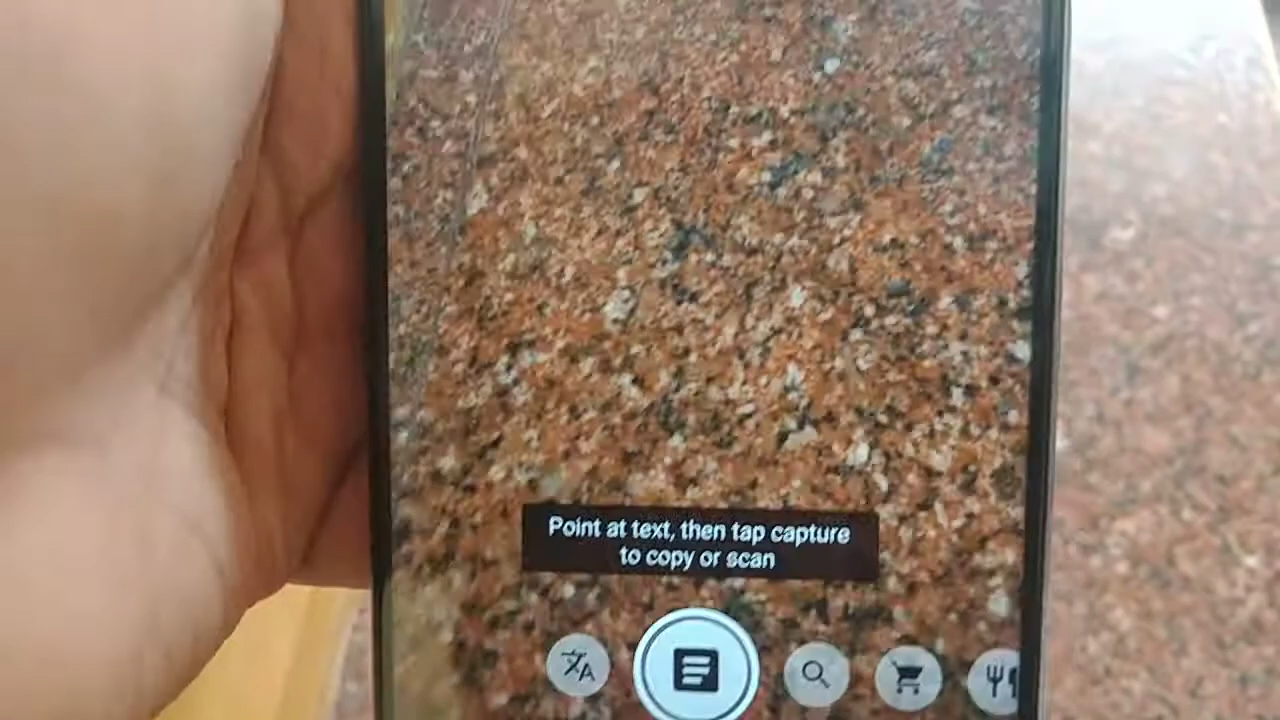 Point at text, then tap capture
to copy or scan